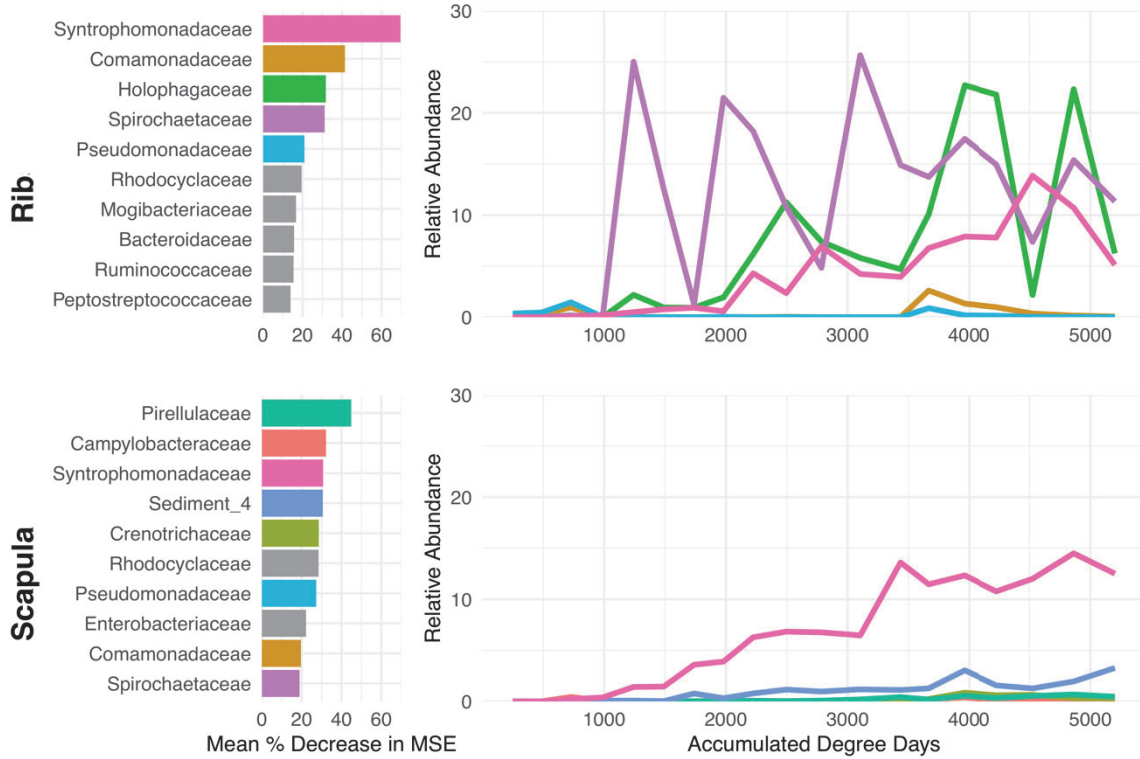 Rib
Syntrophomonadaceae
Comamonadaceae
Holophagaceae
Spirochaetaceae
Pseudomonadaceae
Rhodocyclaceae
Mogibacteriaceae
Bacteroidaceae
Ruminococcaceae
Peptostreptococcaceae
0 20 40 60
Relative Abundance
30
20
10
0
1000 2000 3000 4000 5000
Scapula
Pirellulaceae
Campylobacteraceae
Syntrophomonadaceae
Sediment_4
Crenotrichaceae
Rhodocyclaceae
Pseudomonadaceae
Enterobacteriaceae
Comamonadaceae
Spirochaetaceae
0 20 40 60
Mean % Decrease in MSE
Relative Abundance
30
20
10
0
1000 2000 3000 4000 5000
Accumulated Degree Days